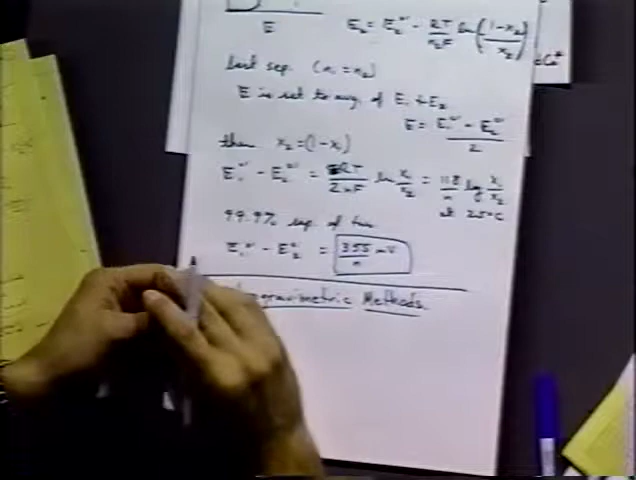 E
E₂ = E₂°' - RT/n₂F ln((1-x₂)/x₂)
best sep. (n₁ = n₂)
E is set to avg. of E₁ & E₂
E = E₁°' - E₂°' / 2
then x₂ = (1-x₁)
E₁°' - E₂°' = 2RT/nF ln x₁/x₂ = 118/n log x₁/x₂
at 25°C
99.9% sep. of two
E₁°' - E₂°' = 355/n mV
Methods